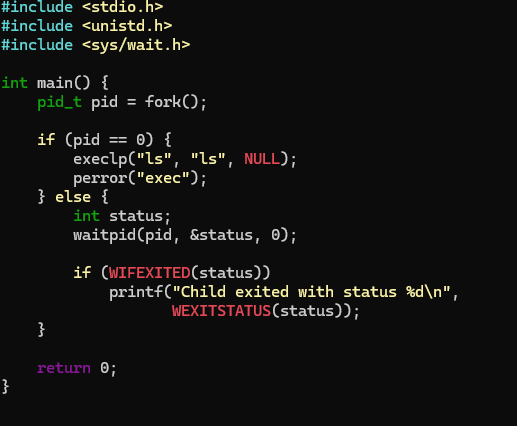 #include <stdio.h>
#include <unistd.h>
#include <sys/wait.h>

int main() {
    pid_t pid = fork();

    if (pid == 0) {
        execlp("ls", "ls", NULL);
        perror("exec");
    } else {
        int status;
        waitpid(pid, &status, 0);

        if (WIFEXITED(status))
            printf("Child exited with status %d\n",
                   WEXITSTATUS(status));
    }

    return 0;
}